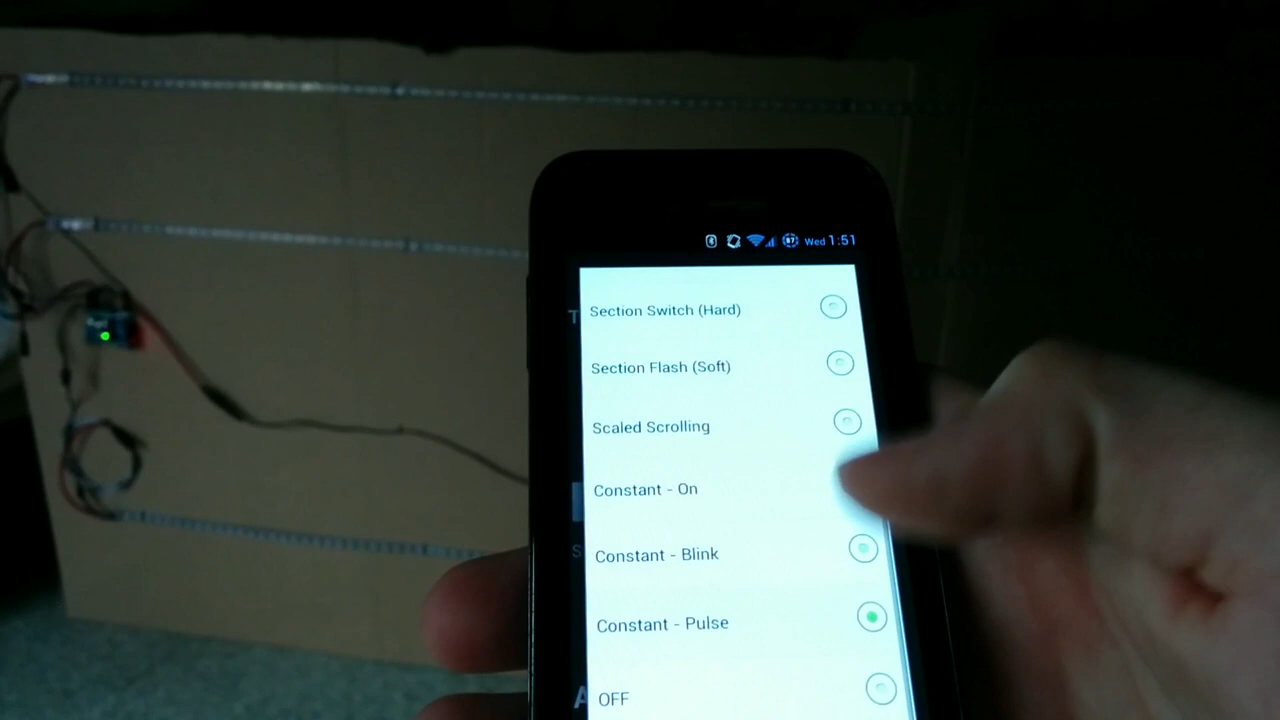 Wed 1:51
Section Switch (Hard)
Section Flash (Soft)
Scaled Scrolling
Constant - On
Constant - Blink
Constant - Pulse
OFF